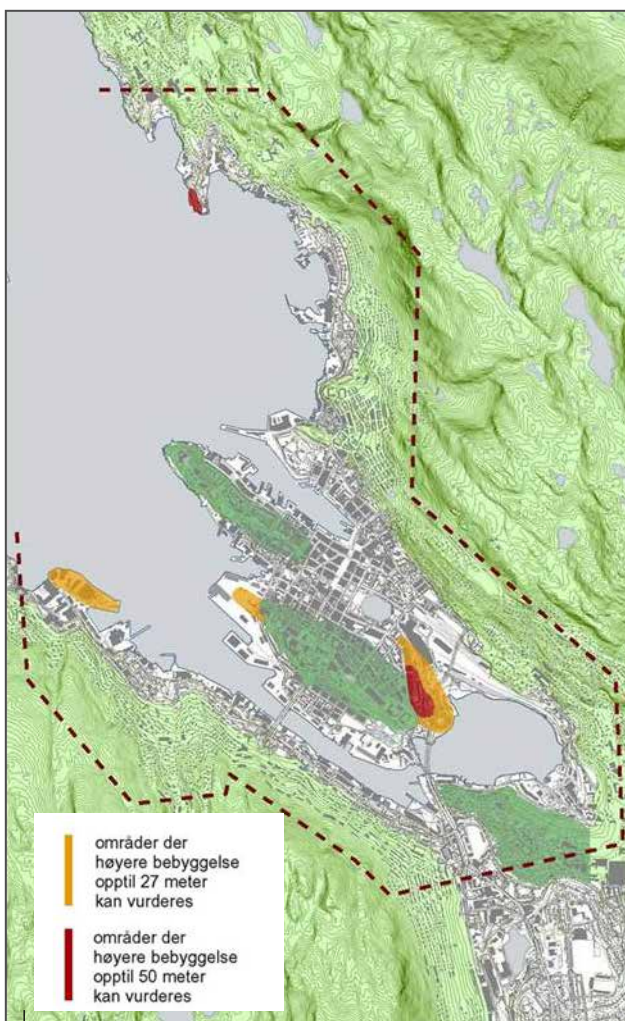 områder der
høyere bebyggelse
opptil 27 meter
kan vurderes
områder der
høyere bebyggelse
opptil 50 meter
kan vurderes